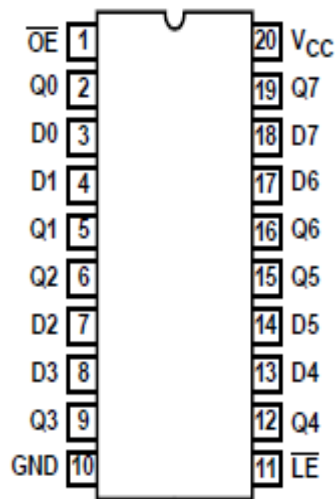 O̅E̅ 1 20 VCC
Q0 2 19 Q7
D0 3 18 D7
D1 4 17 D6
Q1 5 16 Q6
Q2 6 15 Q5
D2 7 14 D5
D3 8 13 D4
Q3 9 12 Q4
GND 10 11 L̅E̅